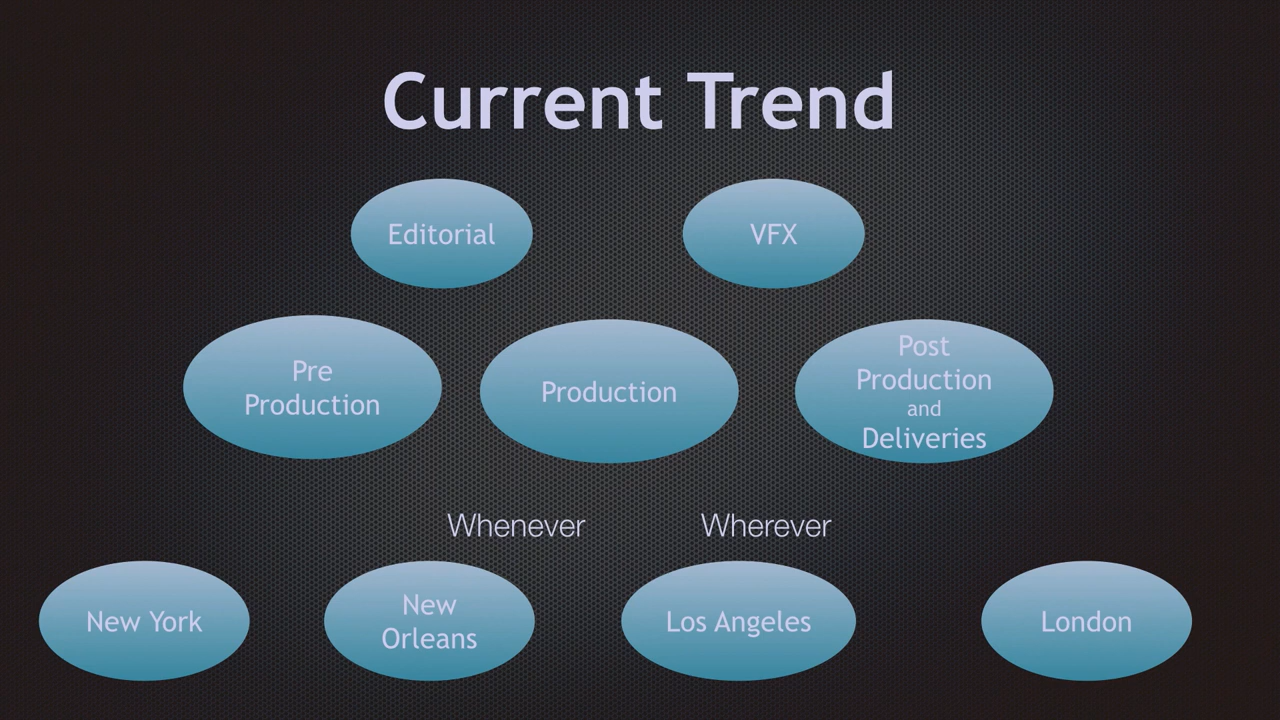 Current Trend
Editorial
VFX
Pre
Production
Production
Post
Production
and
Deliveries
Whenever
Wherever
New York
New
Orleans
Los Angeles
London